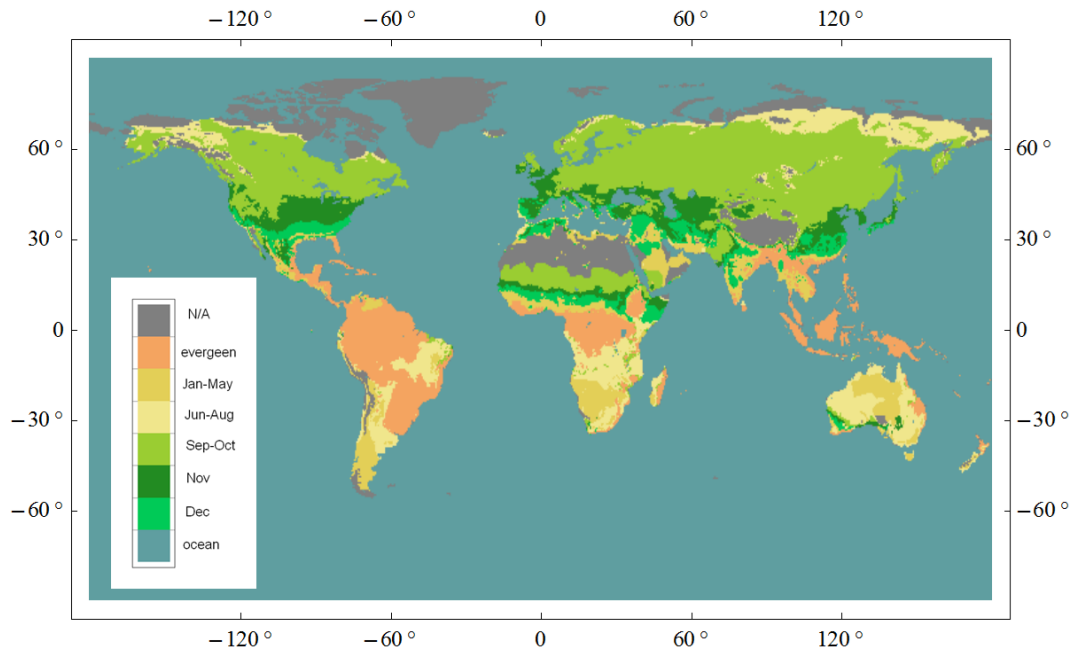 −120 ° −60 ° 0 60 ° 120 °
60 ° 60 °
30 ° 30 °
0 0
−30 ° −30 °
−60 ° −60 °
N/A
evergeen
Jan-May
Jun-Aug
Sep-Oct
Nov
Dec
ocean
−120 ° −60 ° 0 60 ° 120 °